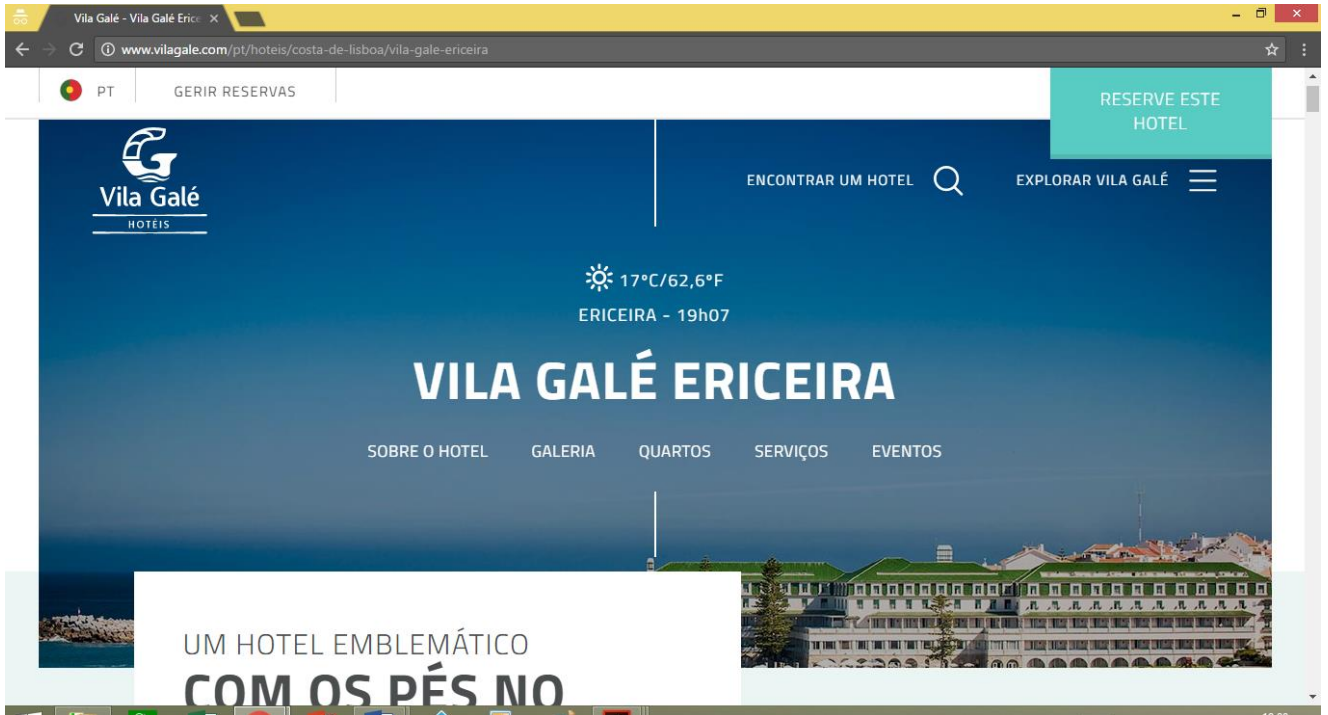 Vila Galé - Vila Galé Erice
www.vilagale.com/pt/hoteis/costa-de-lisboa/vila-gale-ericeira
PT GERIR RESERVAS
RESERVE ESTE
HOTEL
Vila Galé
HOTÉIS
ENCONTRAR UM HOTEL
EXPLORAR VILA GALÉ
17°C/62,6°F
ERICEIRA - 19h07
VILA GALÉ ERICEIRA
SOBRE O HOTEL GALERIA QUARTOS SERVIÇOS EVENTOS
UM HOTEL EMBLEMÁTICO
COM OS PÉS NO